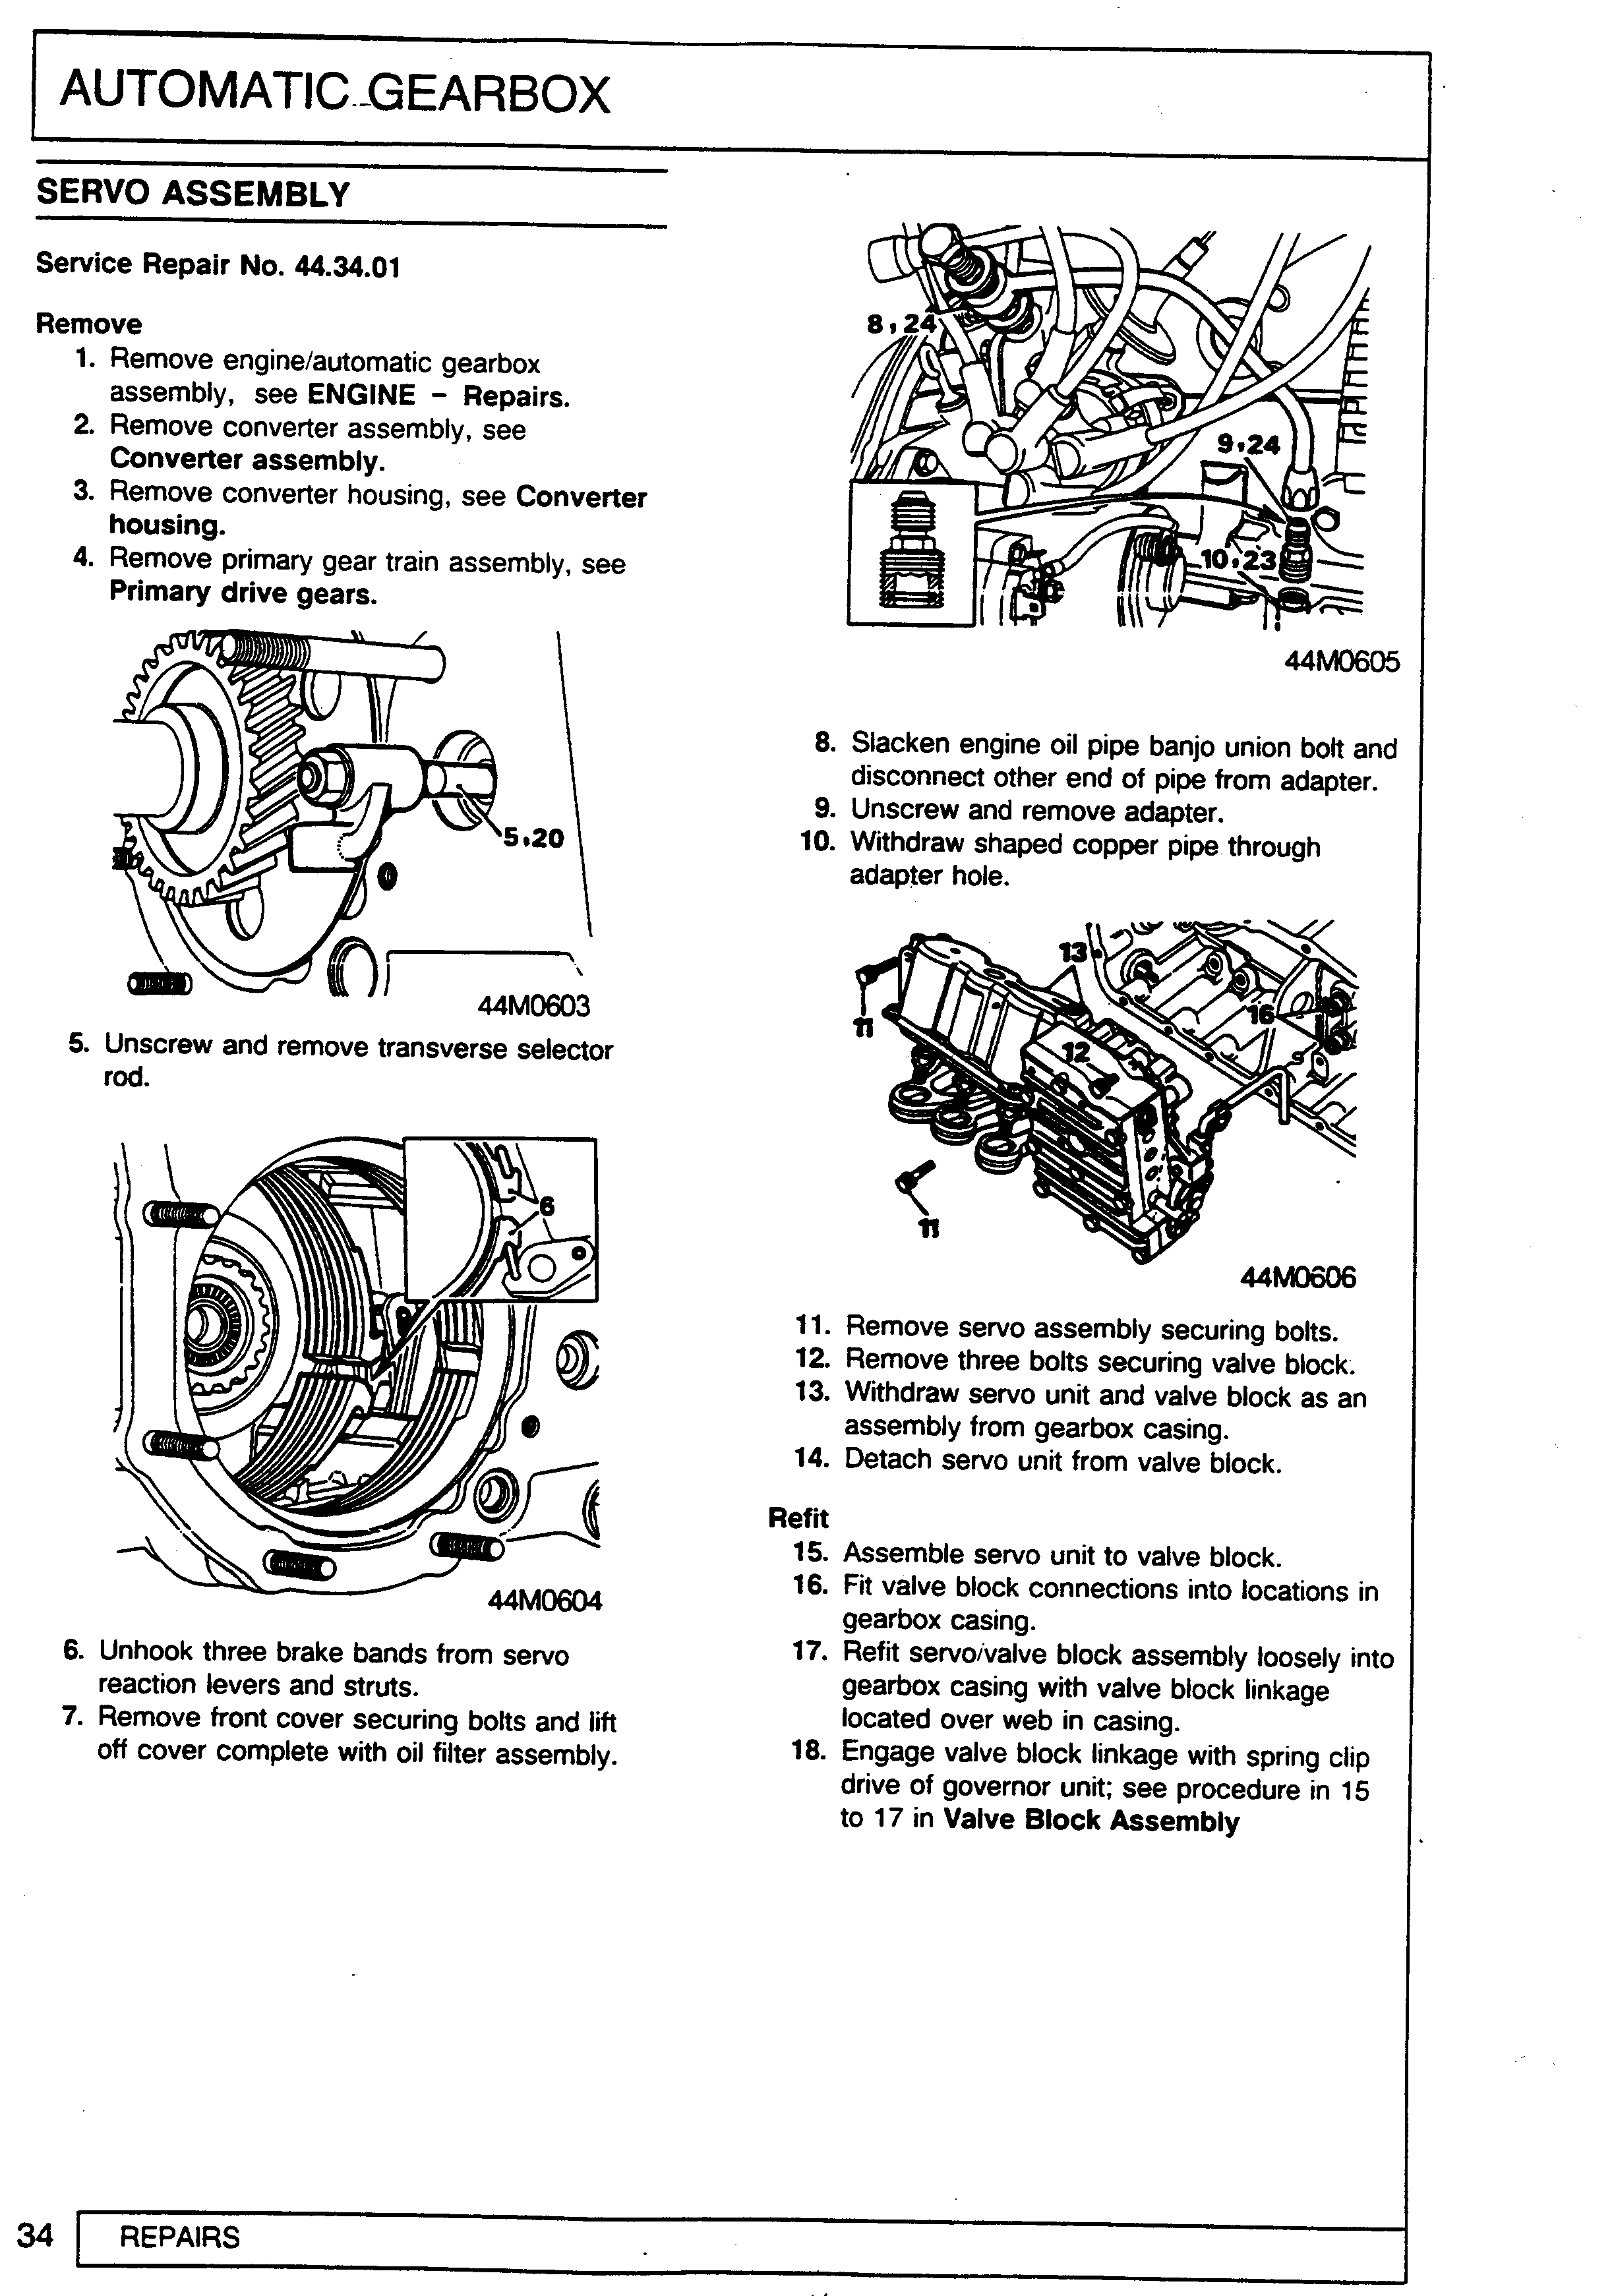 AUTOMATIC GEARBOX
SERVO ASSEMBLY
Service Repair No. 44.34.01
Remove
1. Remove engine/automatic gearbox
assembly, see ENGINE – Repairs.
2. Remove converter assembly, see
Converter assembly.
3. Remove converter housing, see Converter
housing.
4. Remove primary gear train assembly, see
Primary drive gears.
5,20
44M0603
5. Unscrew and remove transverse selector
rod.
6
44M0604
6. Unhook three brake bands from servo
reaction levers and struts.
7. Remove front cover securing bolts and lift
off cover complete with oil filter assembly.
8,24
9,24
10,23
44M0605
8. Slacken engine oil pipe banjo union bolt and
disconnect other end of pipe from adapter.
9. Unscrew and remove adapter.
10. Withdraw shaped copper pipe through
adapter hole.
13
11
16
12
11
44M0606
11. Remove servo assembly securing bolts.
12. Remove three bolts securing valve block.
13. Withdraw servo unit and valve block as an
assembly from gearbox casing.
14. Detach servo unit from valve block.
Refit
15. Assemble servo unit to valve block.
16. Fit valve block connections into locations in
gearbox casing.
17. Refit servo/valve block assembly loosely into
gearbox casing with valve block linkage
located over web in casing.
18. Engage valve block linkage with spring clip
drive of governor unit; see procedure in 15
to 17 in Valve Block Assembly
34
REPAIRS